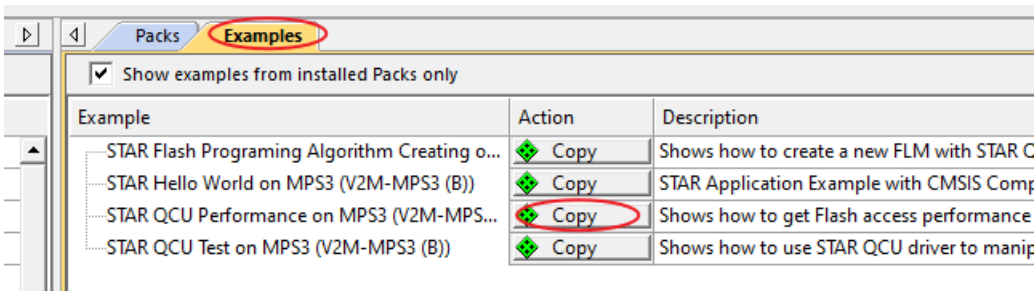 Packs Examples
Show examples from installed Packs only
Example Action Description
STAR Flash Programing Algorithm Creating o... Copy Shows how to create a new FLM with STAR Q
STAR Hello World on MPS3 (V2M-MPS3 (B)) Copy STAR Application Example with CMSIS Comp
STAR QCU Performance on MPS3 (V2M-MPS... Copy Shows how to get Flash access performance
STAR QCU Test on MPS3 (V2M-MPS3 (B)) Copy Shows how to use STAR QCU driver to manip